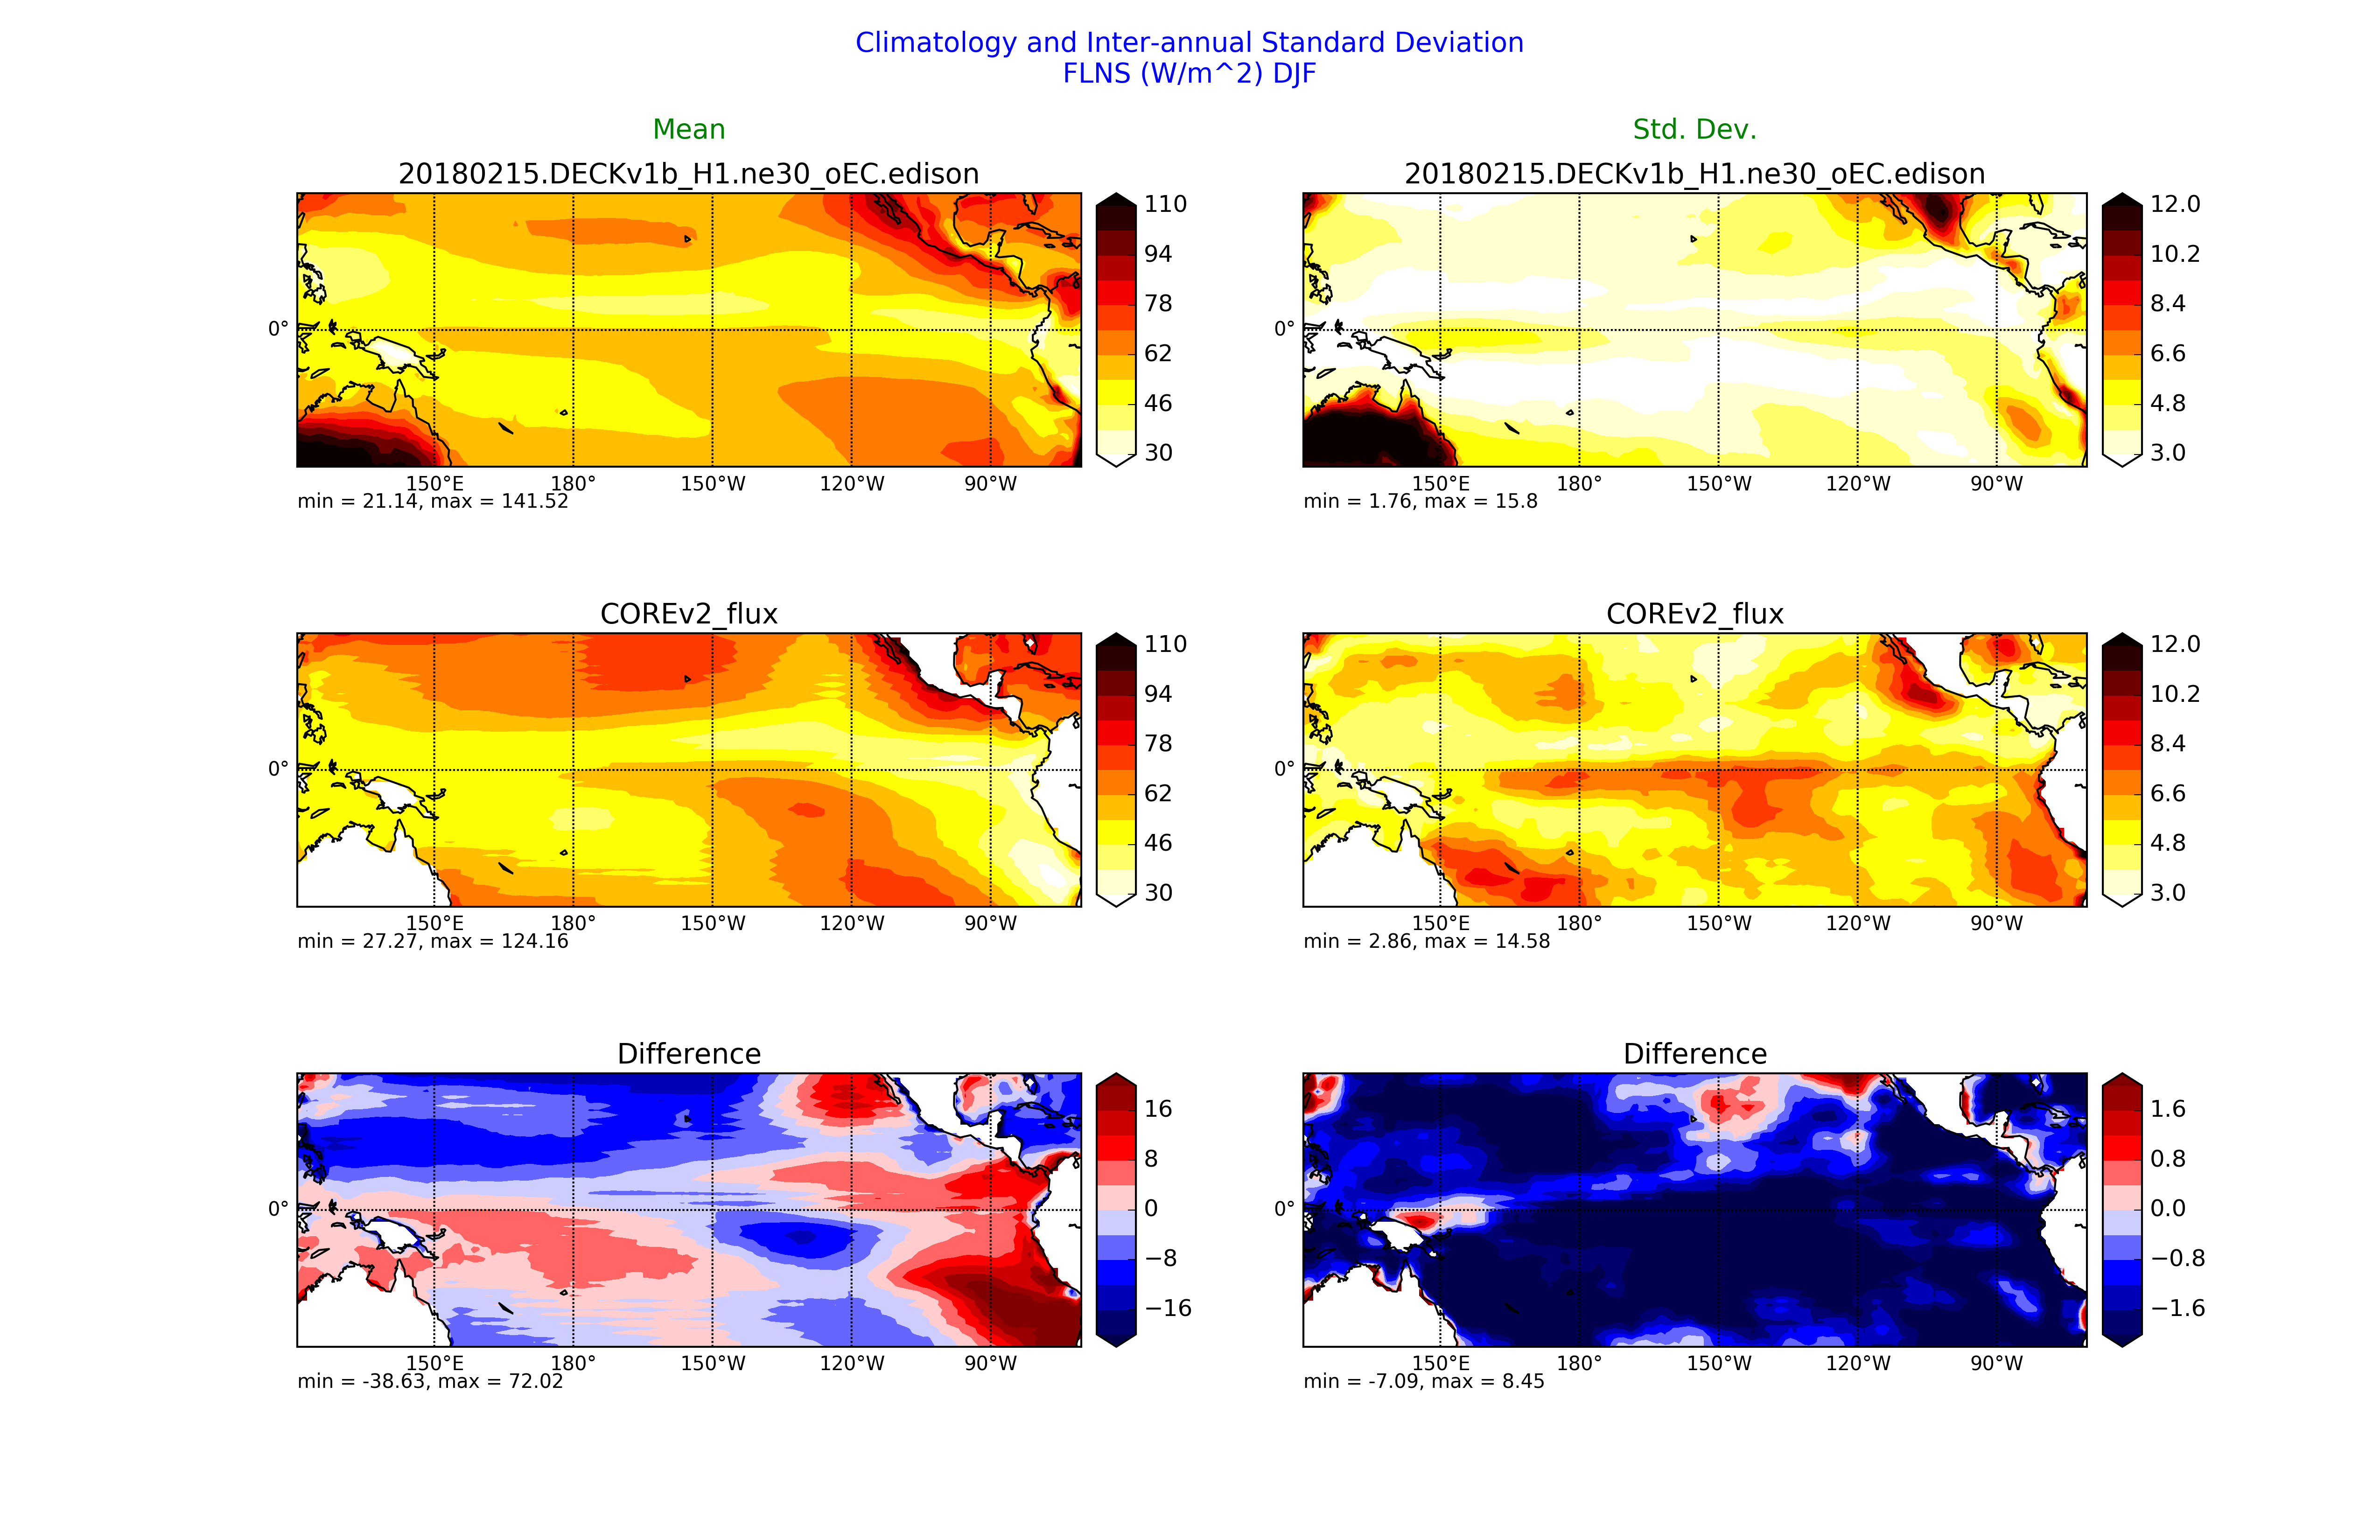 Climatology and Inter-annual Standard Deviation
FLNS (W/m^2) DJF
Mean
Std. Dev.
20180215.DECKv1b_H1.ne30_oEC.edison
110
94
78
62
46
30
0°
150°E 180° 150°W 120°W 90°W
min = 21.14, max = 141.52
20180215.DECKv1b_H1.ne30_oEC.edison
12.0
10.2
8.4
6.6
4.8
3.0
0°
150°E 180° 150°W 120°W 90°W
min = 1.76, max = 15.8
COREv2_flux
110
94
78
62
46
30
0°
150°E 180° 150°W 120°W 90°W
min = 27.27, max = 124.16
COREv2_flux
12.0
10.2
8.4
6.6
4.8
3.0
0°
150°E 180° 150°W 120°W 90°W
min = 2.86, max = 14.58
Difference
16
8
0
−8
−16
0°
150°E 180° 150°W 120°W 90°W
min = -38.63, max = 72.02
Difference
1.6
0.8
0.0
−0.8
−1.6
0°
150°E 180° 150°W 120°W 90°W
min = -7.09, max = 8.45